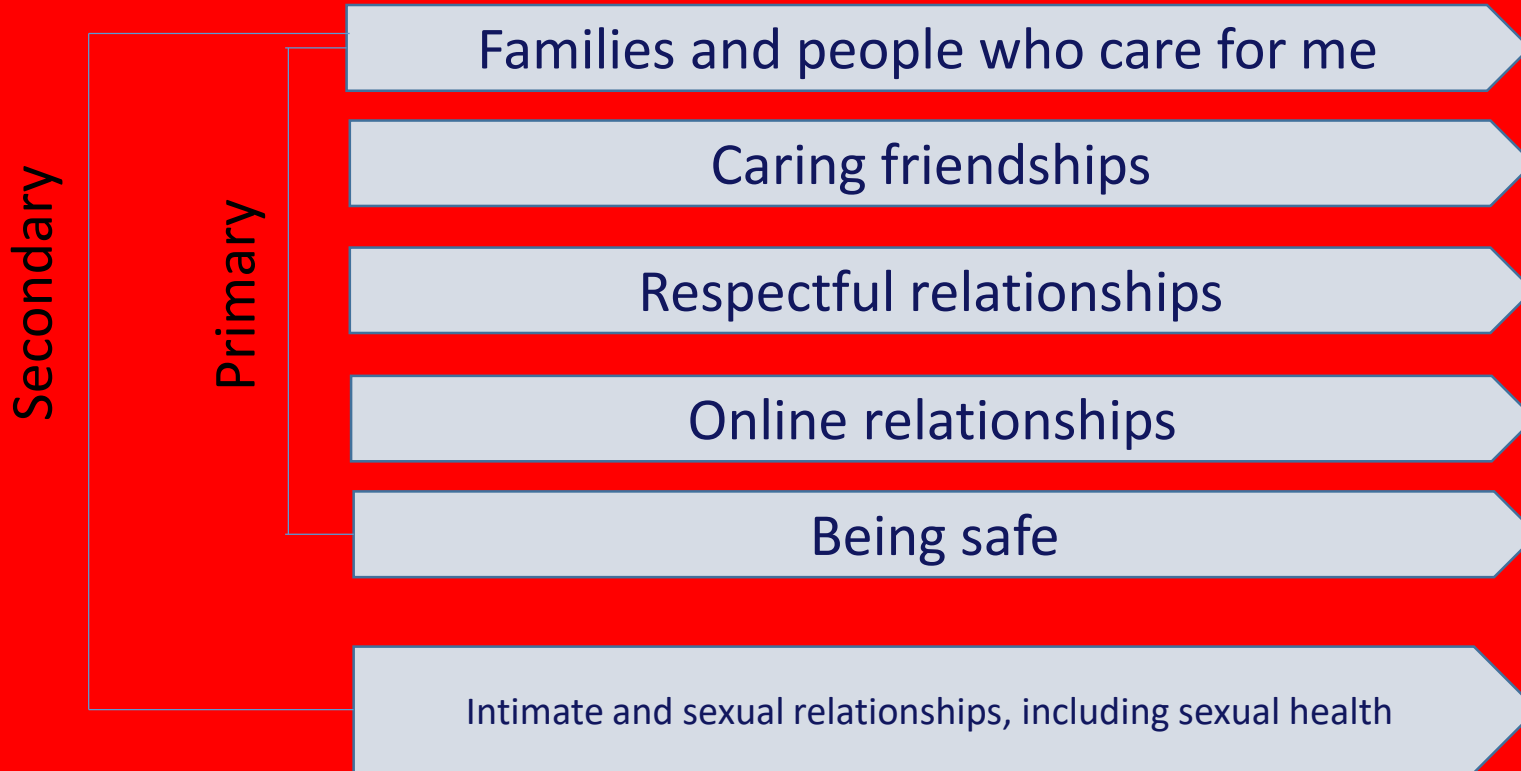 Secondary
Primary
Families and people who care for me
Caring friendships
Respectful relationships
Online relationships
Being safe
Intimate and sexual relationships, including sexual health